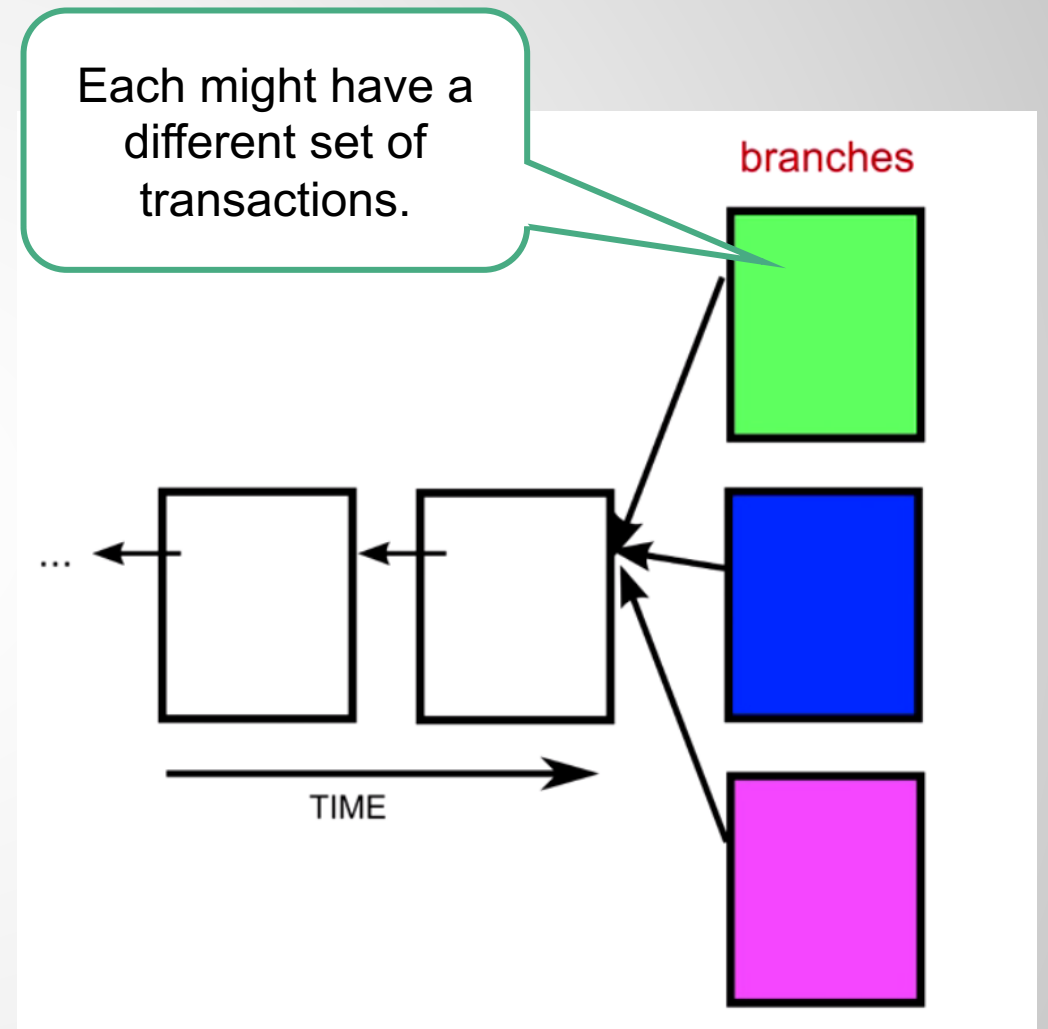 Each might have a
different set of
transactions.
branches
...
TIME